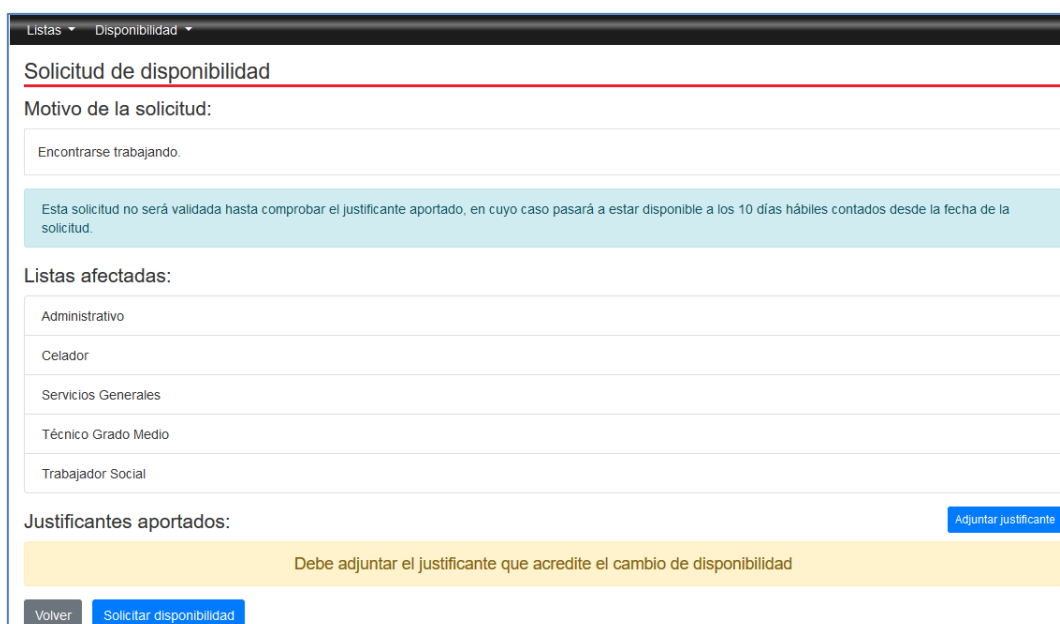 Listas Disponibilidad
Solicitud de disponibilidad
Motivo de la solicitud:
Encontrarse trabajando.
Esta solicitud no será validada hasta comprobar el justificante aportado, en cuyo caso pasará a estar disponible a los 10 días hábiles contados desde la fecha de la
solicitud.
Listas afectadas:
Administrativo
Celador
Servicios Generales
Técnico Grado Medio
Trabajador Social
Justificantes aportados: Adjuntar justificante
Debe adjuntar el justificante que acredite el cambio de disponibilidad
Volver Solicitar disponibilidad